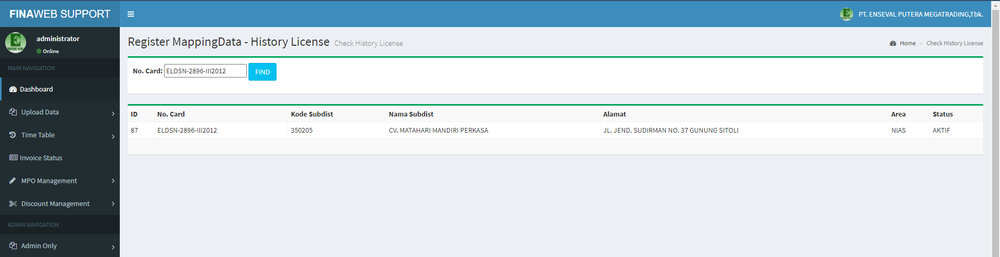 FINAWEB SUPPORT
PT. ENSEVAL PUTERA MEGATRADING,Tbk.
administrator
Online
MAIN NAVIGATION
Dashboard
Upload Data
Time Table
Invoice Status
MPO Management
Discount Management
ADMIN NAVIGATION
Admin Only
Register MappingData - History License Check History License
Home > Check History License
No. Card: ELDSN-2896-III2012 FIND
ID No. Card Kode Subdist Nama Subdist Alamat Area Status
87 ELDSN-2896-III2012 350205 CV. MATAHARI MANDIRI PERKASA JL. JEND. SUDIRMAN NO. 37 GUNUNG SITOLI NIAS AKTIF